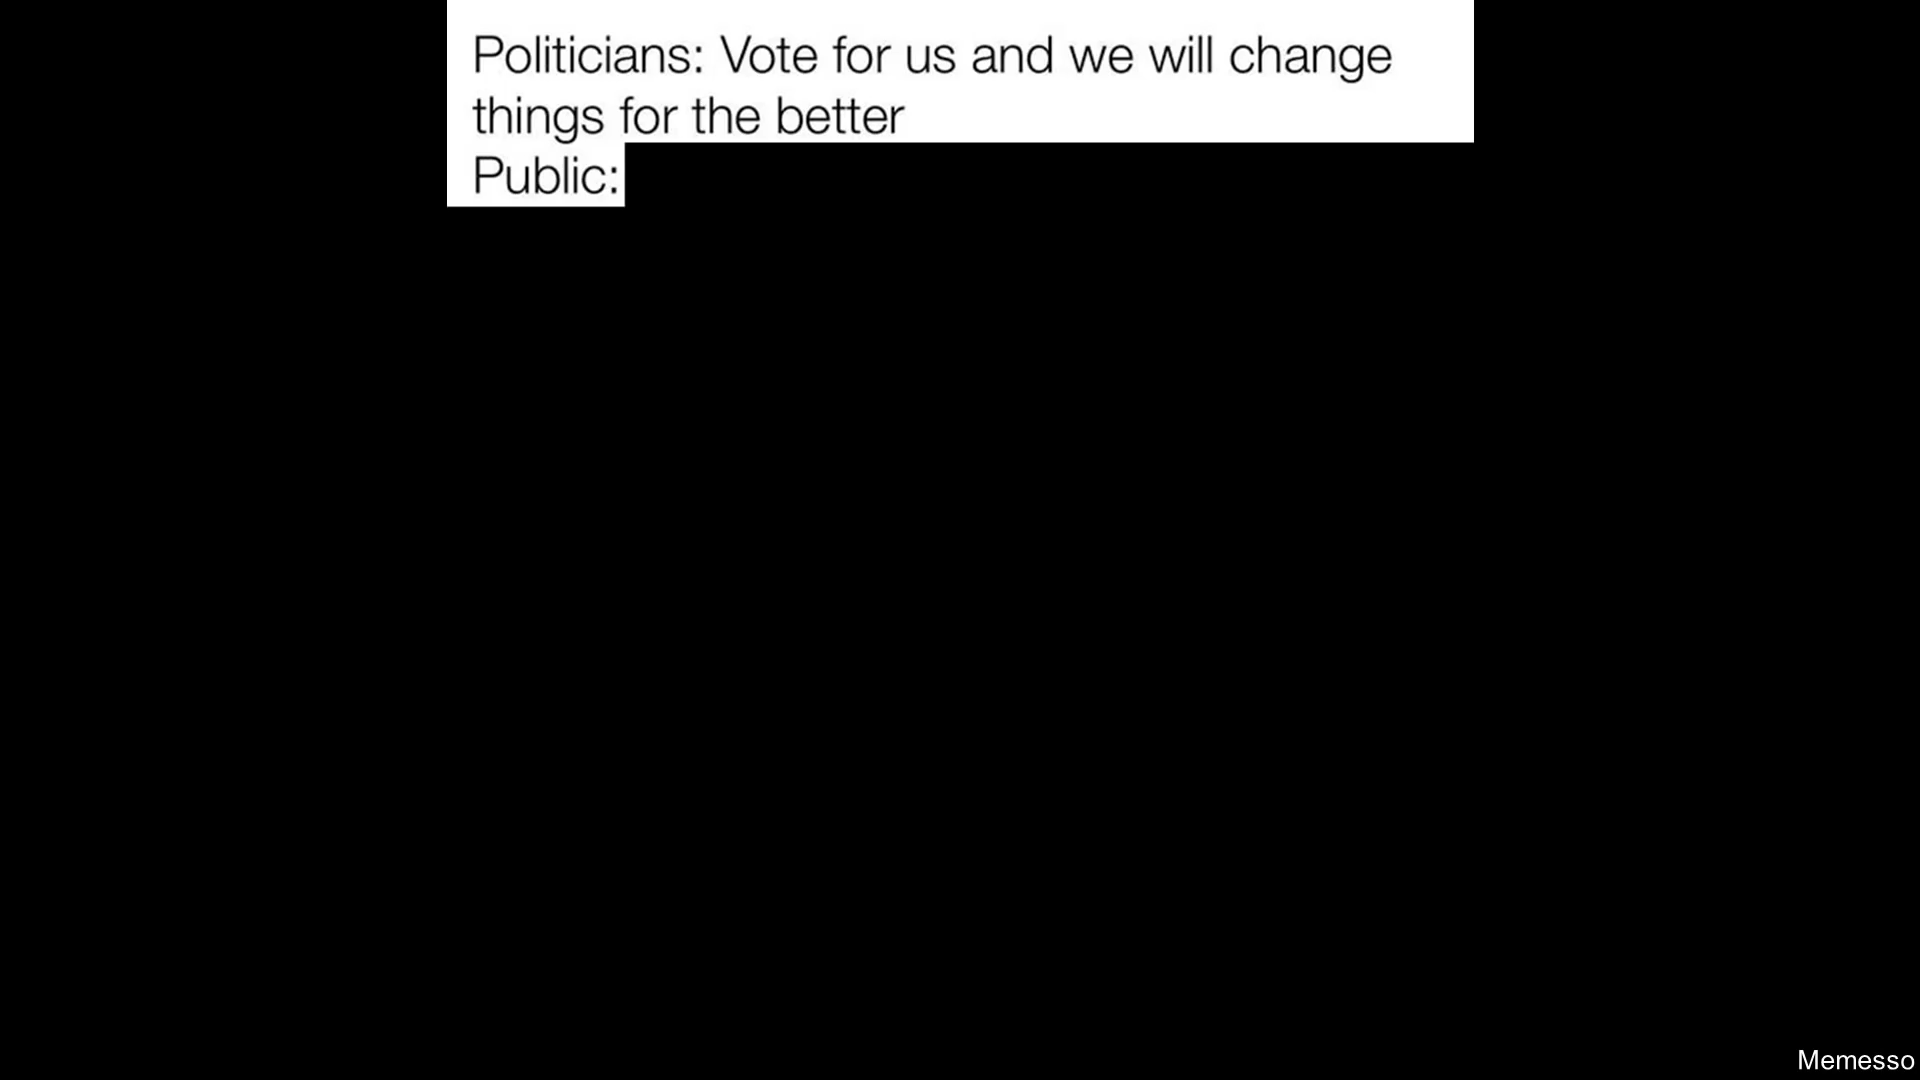 Politicians: Vote for us and we will change
things for the better
Public:
Memesso